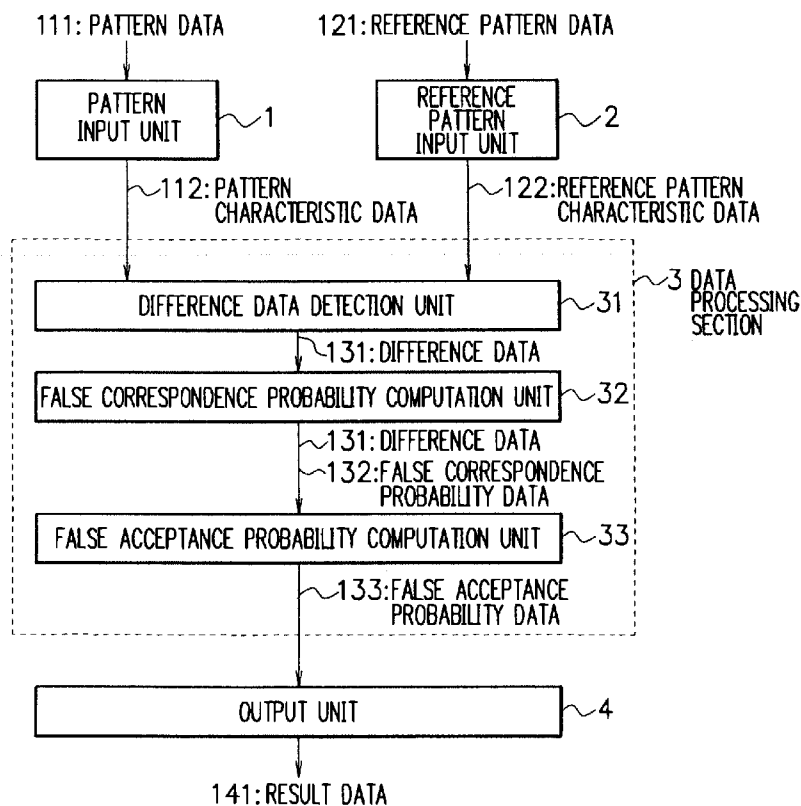 111: PATTERN DATA
121: REFERENCE PATTERN DATA
PATTERN
INPUT UNIT
1
REFERENCE
PATTERN
INPUT UNIT
2
112: PATTERN
CHARACTERISTIC DATA
122: REFERENCE PATTERN
CHARACTERISTIC DATA
3 DATA
PROCESSING
SECTION
DIFFERENCE DATA DETECTION UNIT
31
131: DIFFERENCE DATA
FALSE CORRESPONDENCE PROBABILITY COMPUTATION UNIT
32
131: DIFFERENCE DATA
132: FALSE CORRESPONDENCE
PROBABILITY DATA
FALSE ACCEPTANCE PROBABILITY COMPUTATION UNIT
33
133: FALSE ACCEPTANCE
PROBABILITY DATA
OUTPUT UNIT
4
141: RESULT DATA